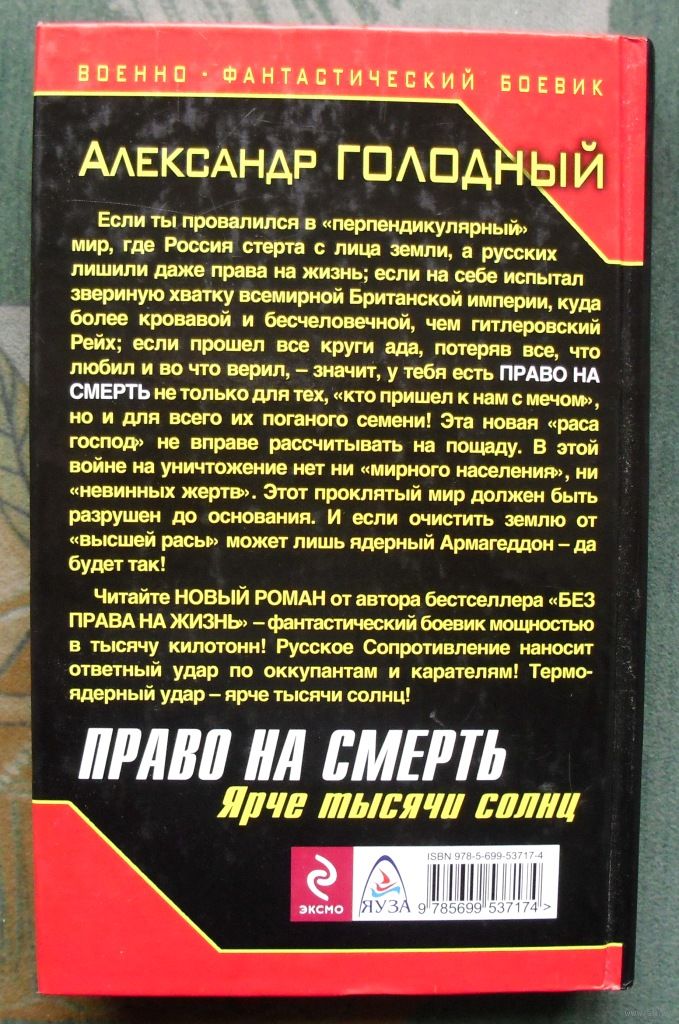 ВОЕННО - ФАНТАСТИЧЕСКИЙ БОЕВИК
АЛЕКСАНДР ГОЛОДНЫЙ
Если ты провалился в «перпендикулярный»
мир, где Россия стерта с лица земли, а русских
лишили даже права на жизнь; если на себе испытал
звериную хватку всемирной Британской империи, куда
более кровавой и бесчеловечной, чем гитлеровский
Рейх; если прошел все круги ада, потеряв все, что
любил и во что верил, – значит, у тебя есть ПРАВО НА
СМЕРТЬ не только для тех, «кто пришел к нам с мечом»,
но и для всего их поганого семени! Эта новая «раса
господ» не вправе рассчитывать на пощаду. В этой
войне на уничтожение нет ни «мирного населения», ни
«невинных жертв». Этот проклятый мир должен быть
разрушен до основания. И если очистить землю от
«высшей расы» может лишь ядерный Армагеддон – да
будет так!
Читайте НОВЫЙ РОМАН от автора бестселлера «БЕЗ
ПРАВА НА ЖИЗНЬ» – фантастический боевик мощностью
в тысячу килотонн! Русское Сопротивление наносит
ответный удар по оккупантам и карателям! Термо-
ядерный удар – ярче тысячи солнц!
ПРАВО НА СМЕРТЬ
Ярче тысячи солнц
ЭКСМО
ЯУЗА
ISBN 978-5-699-53717-4
9 785699 537174 >